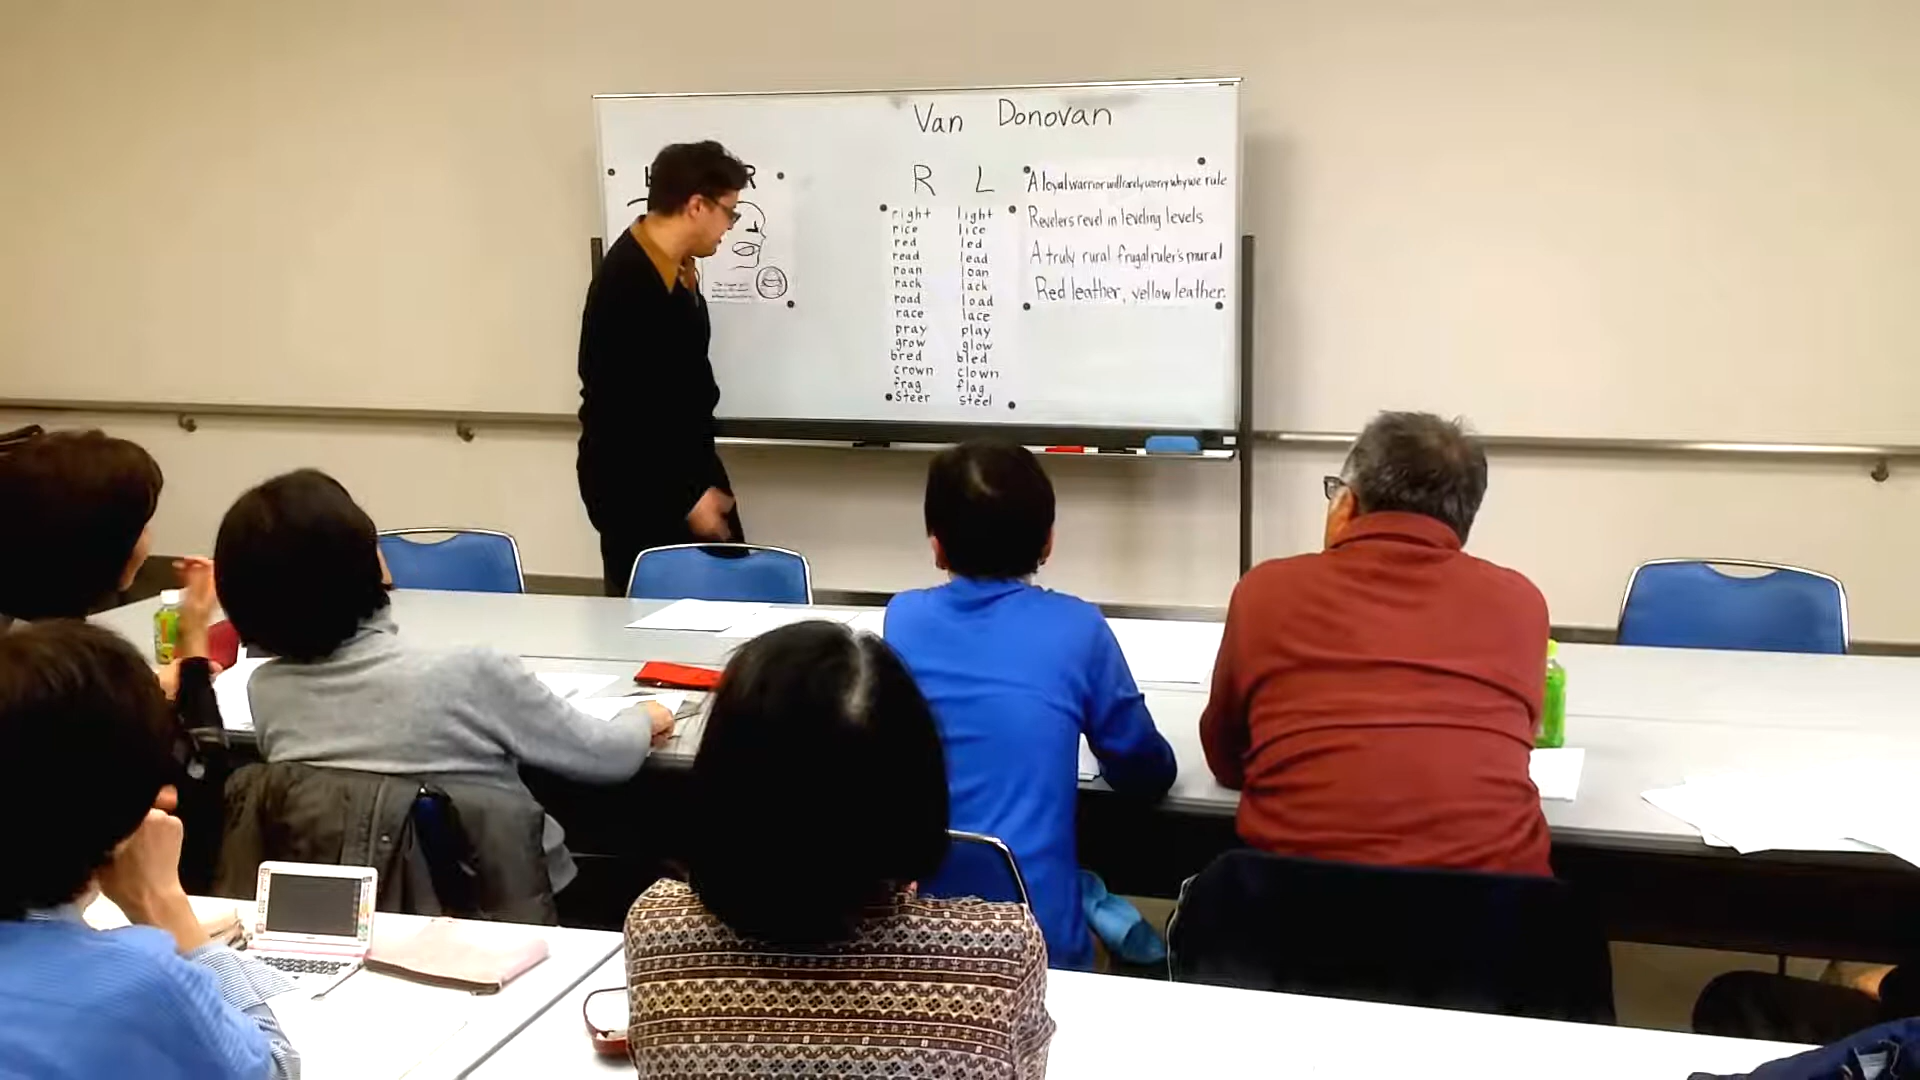 Van Donovan
R
R L
right light
rice lice
red led
read lead
roan loan
rack lack
road load
race lace
pray play
grow glow
bred bled
crown clown
frag flag
steer steel
A loyal warrior will rarely worry why we rule
Revelers revel in leveling levels
A truly rural frugal ruler's mural
Red leather, yellow leather.